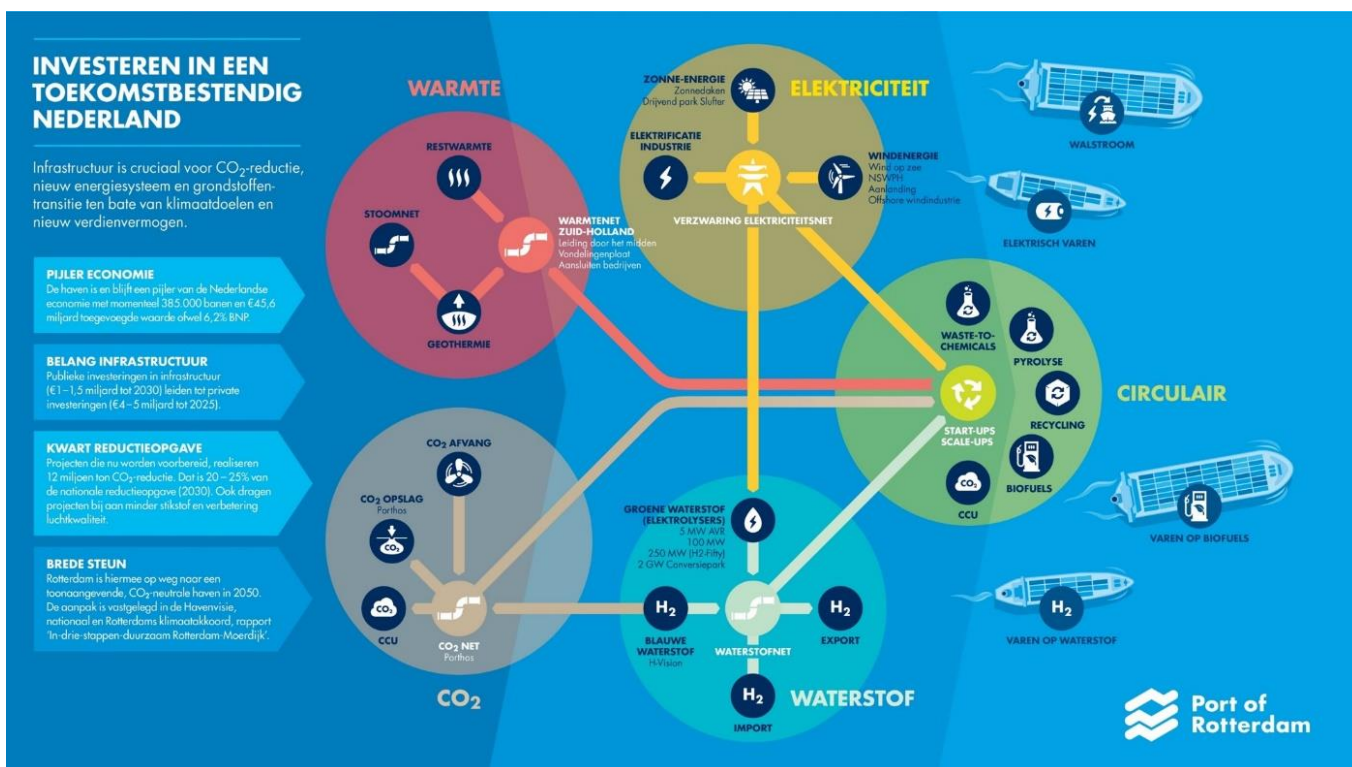 INVESTEREN IN EEN
TOEKOMSTBESTENDIG
NEDERLAND
Infrastructuur is cruciaal voor CO₂-reductie,
nieuw energiesysteem en grondstoffen-
transitie ten bate van klimaatdoelen en
nieuw verdienvermogen.
PIJLER ECONOMIE
De haven is en blijft een pijler van de Nederlandse
economie met momenteel 385.000 banen en €45,6
miljard toegevoegde waarde ofwel 6,2% BNP.
BELANG INFRASTRUCTUUR
Publieke investeringen in infrastructuur
(€1–1,5 miljard tot 2030) leiden tot private
investeringen (€4–5 miljard tot 2025).
KWART REDUCTIEOPGAVE
Projecten die nu worden voorbereid, realiseren
12 miljoen ton CO₂-reductie. Dat is 20–25% van
de nationale reductieopgave (2030). Ook dragen
projecten bij aan minder stikstof en verbetering
luchtkwaliteit.
BREDE STEUN
Rotterdam is hiermee op weg naar een
toonaangevende, CO₂-neutrale haven in 2050.
De aanpak is vastgelegd in de Havenvisie,
nationaal en Rotterdams klimaatakkoord, rapport
'In-drie-stappen-duurzaam Rotterdam-Moerdijk'.
WARMTE
RESTWARMTE
STOOMNET
WARMTENET
ZUID-HOLLAND
Leiding door het midden
Vondelingenplaat
Aansluiten bedrijven
GEOTHERMIE
ELEKTRICITEIT
ZONNE-ENERGIE
Zonnedaken
Drijvend park Slufter
ELEKTRIFICATIE
INDUSTRIE
WINDENERGIE
Wind op zee
NSWPH
Aanlanding
Offshore windindustrie
VERZWARING ELEKTRICITEITSNET
CIRCULAIR
WASTE-TO-
CHEMICALS
PYROLYSE
RECYCLING
START-UPS
SCALE-UPS
BIOFUELS
CO₂
CCU
CO₂ AFVANG
CO₂ OPSLAG
Porthos
CO₂
CO₂
CCU
CO₂ NET
Porthos
CO₂
GROENE WATERSTOF
(ELEKTROLYSERS)
5 MW AVR
100 MW
250 MW (H2-Fifty)
2 GW Conversiepark
H₂
BLAUWE
WATERSTOF
H-Vision
WATERSTOFNET
H₂
EXPORT
H₂
IMPORT
WATERSTOF
WALSTROOM
ELEKTRISCH VAREN
VAREN OP BIOFUELS
H₂
VAREN OP WATERSTOF
Port of
Rotterdam